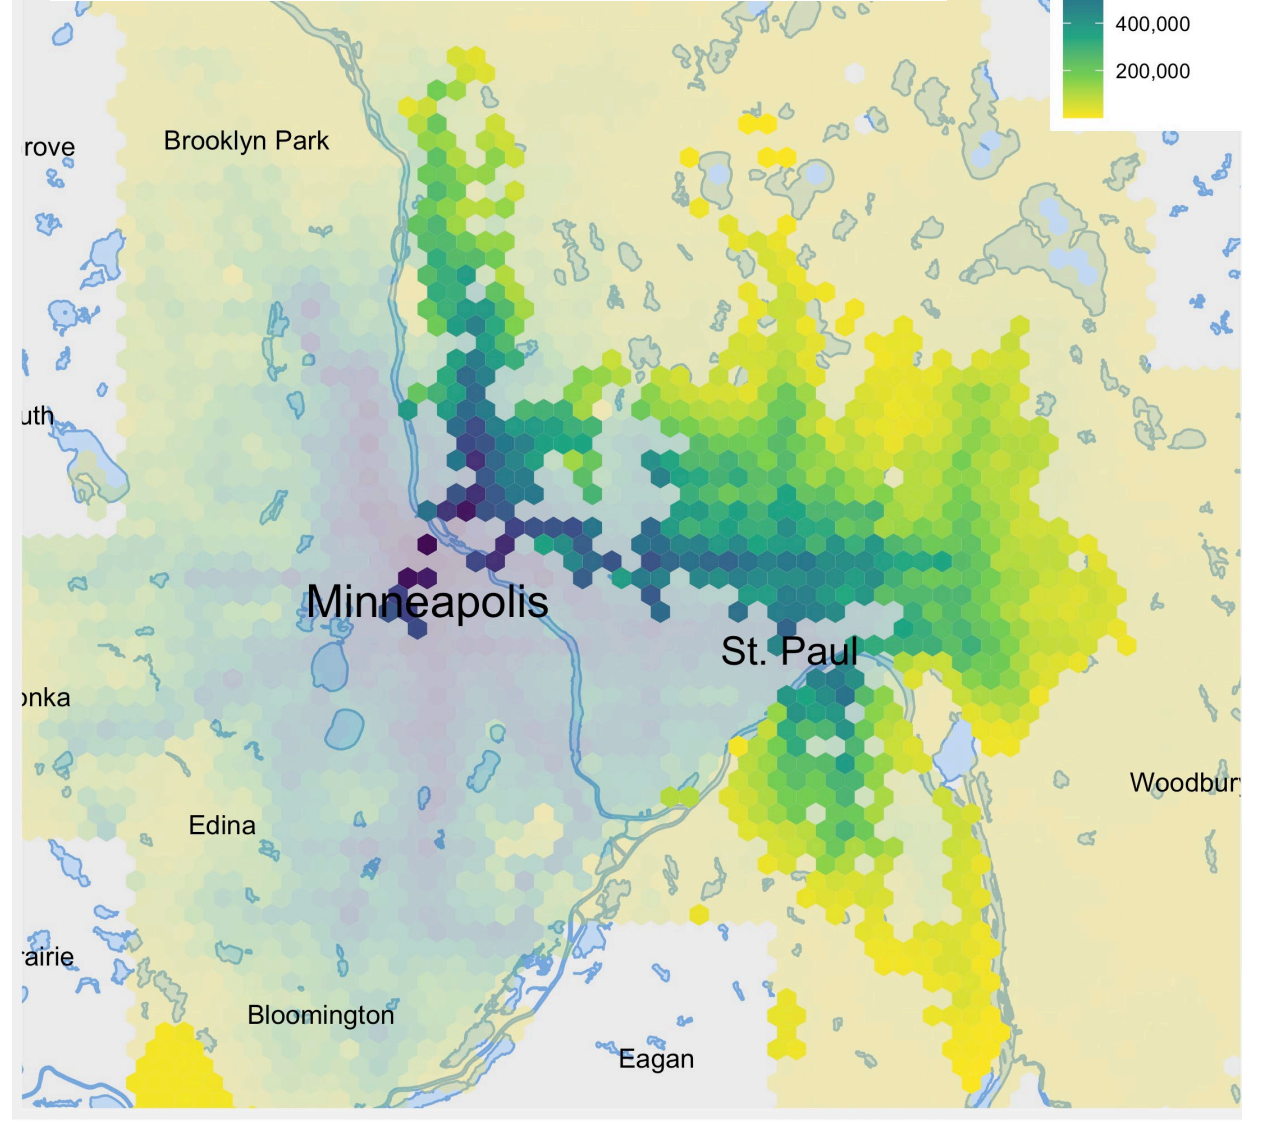 400,000
200,000
Brooklyn Park
rove
uth
Minneapolis
St. Paul
onka
Woodbury
Edina
rairie
Bloomington
Eagan